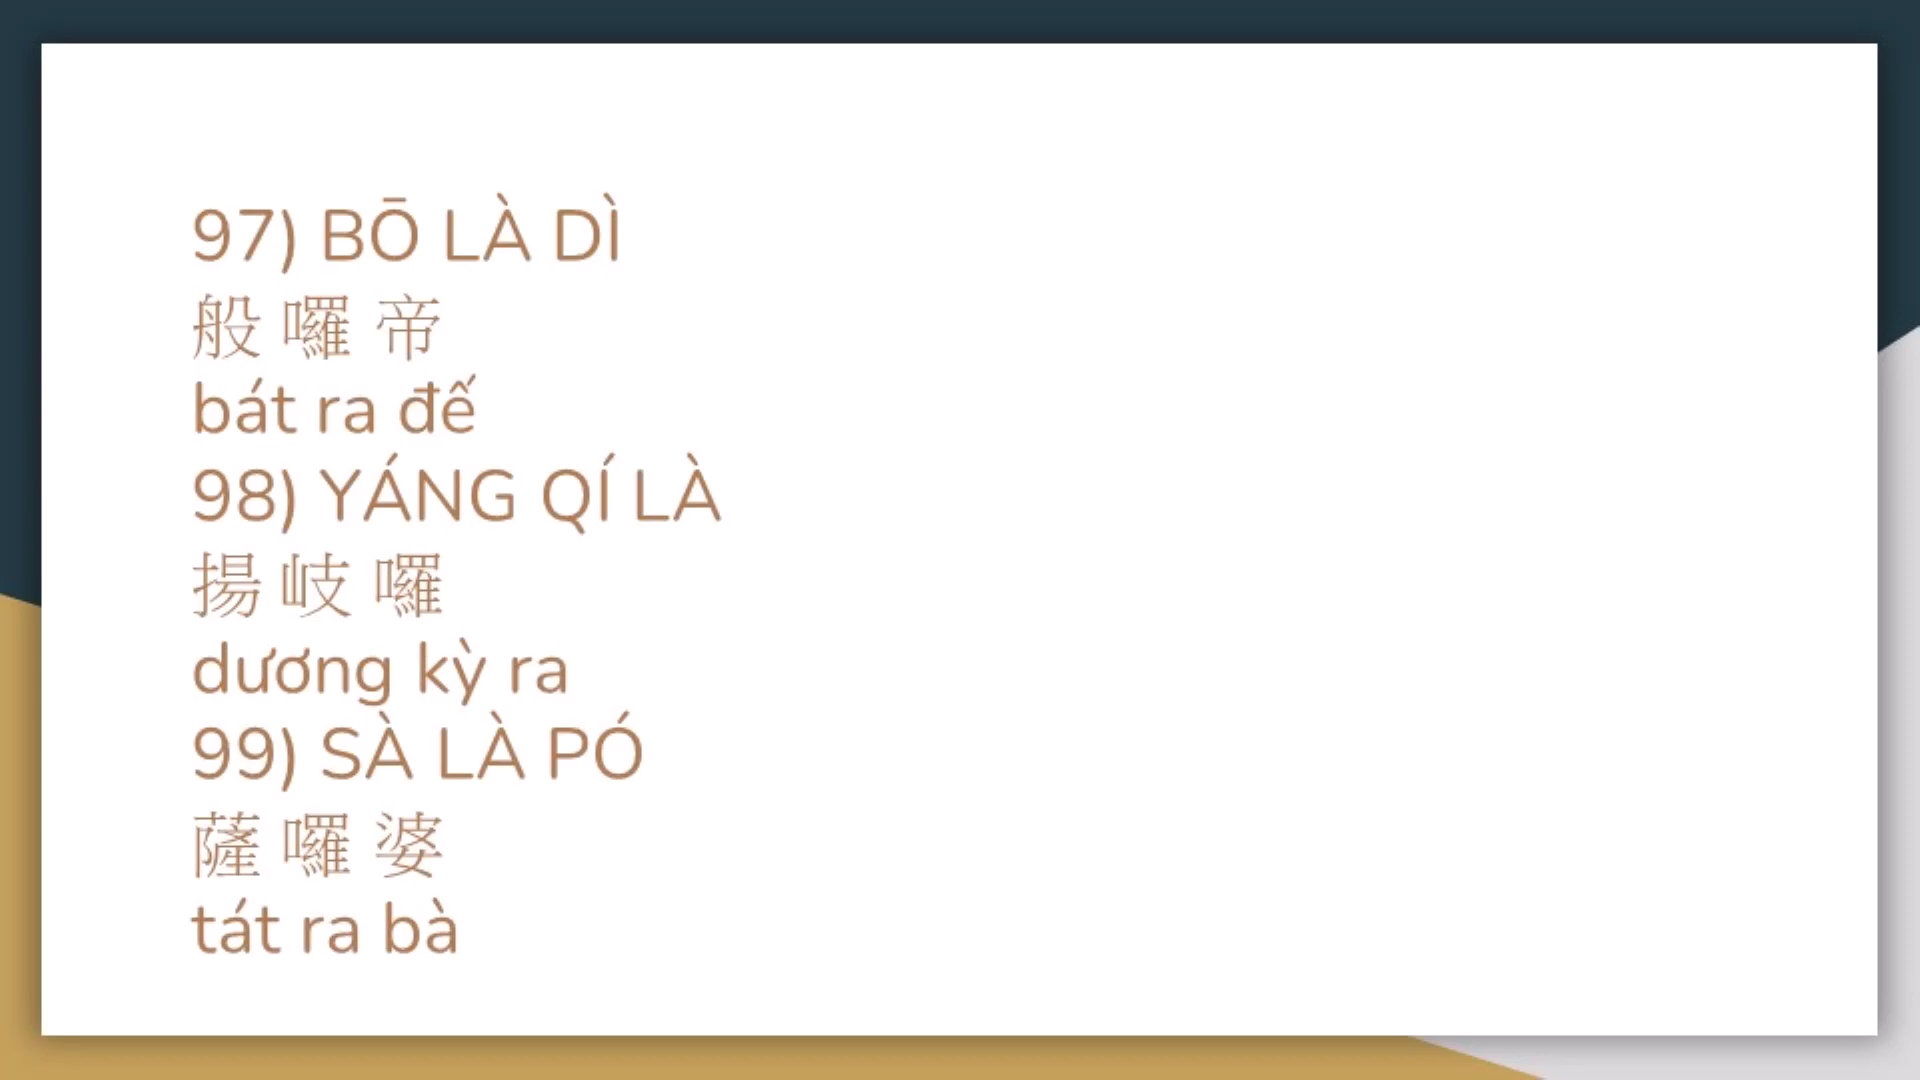 97) BŌ LÀ DÌ
般 囉 帝
bát ra đế
98) YÁNG QÍ LÀ
揚 岐 囉
dương kỳ ra
99) SÀ LÀ PÓ
薩 囉 婆
tát ra bà